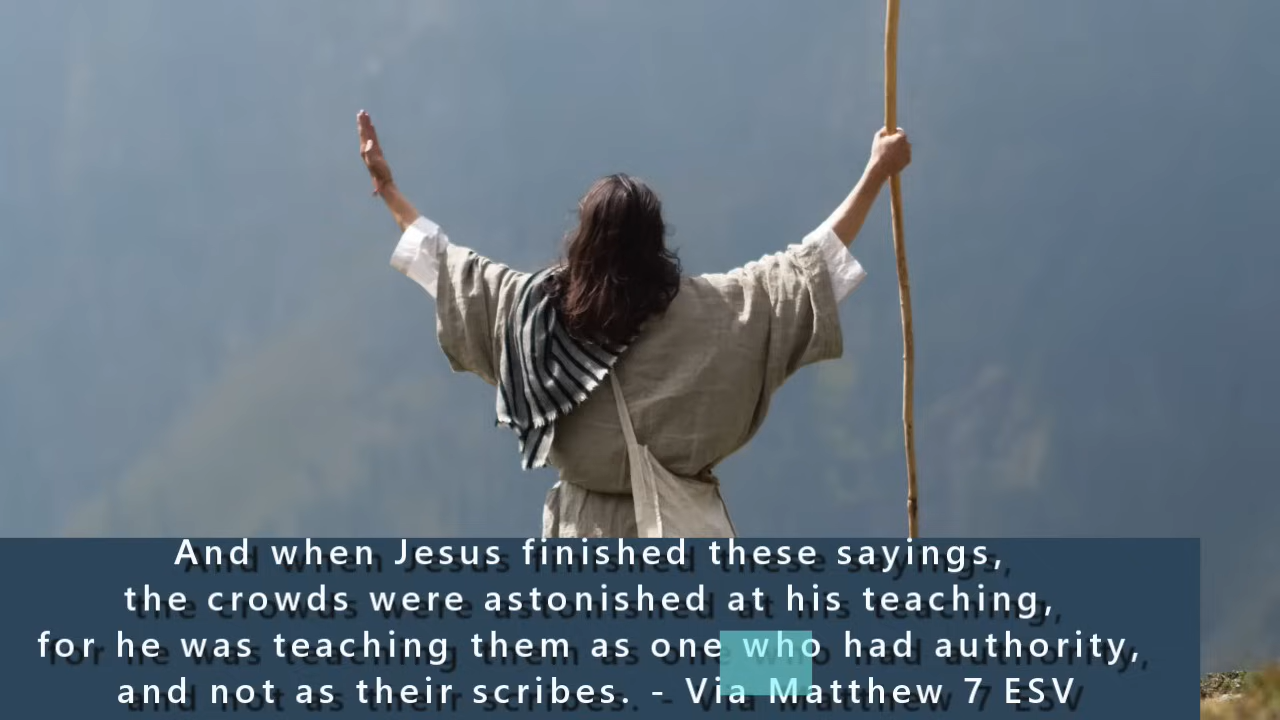 And when Jesus finished these sayings,
the crowds were astonished at his teaching,
for he was teaching them as one who had authority,
and not as their scribes. - Via Matthew 7 ESV